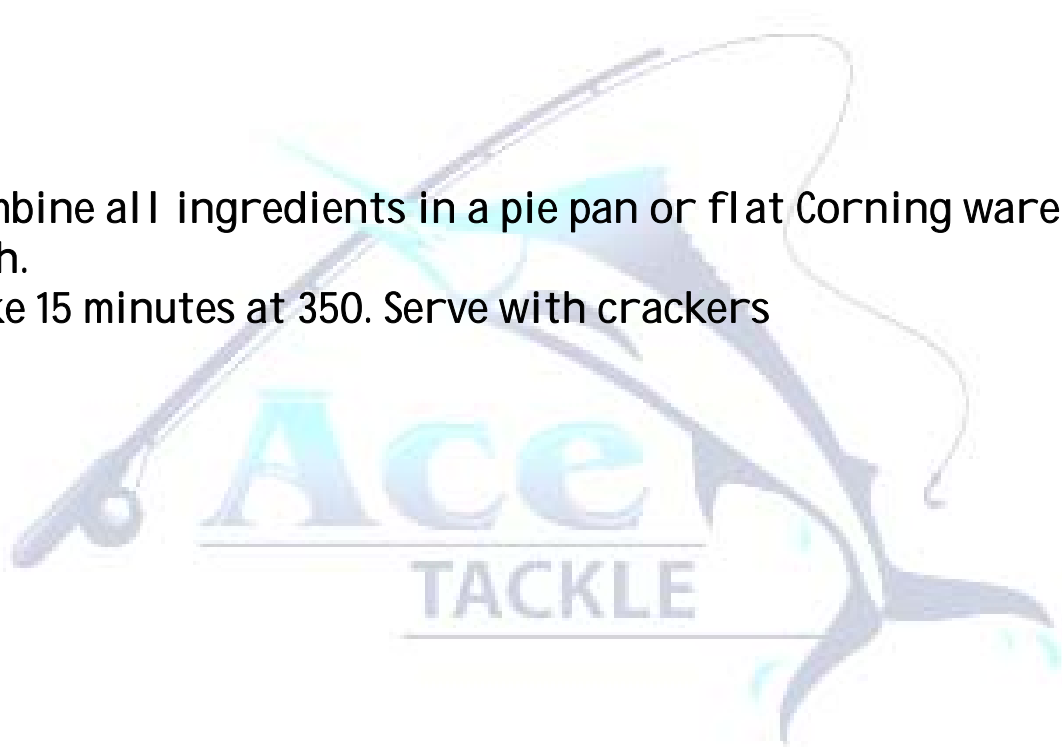 mbine all ingredients in a pie pan or flat Corning ware
h.
ke 15 minutes at 350. Serve with crackers
Ace
TACKLE